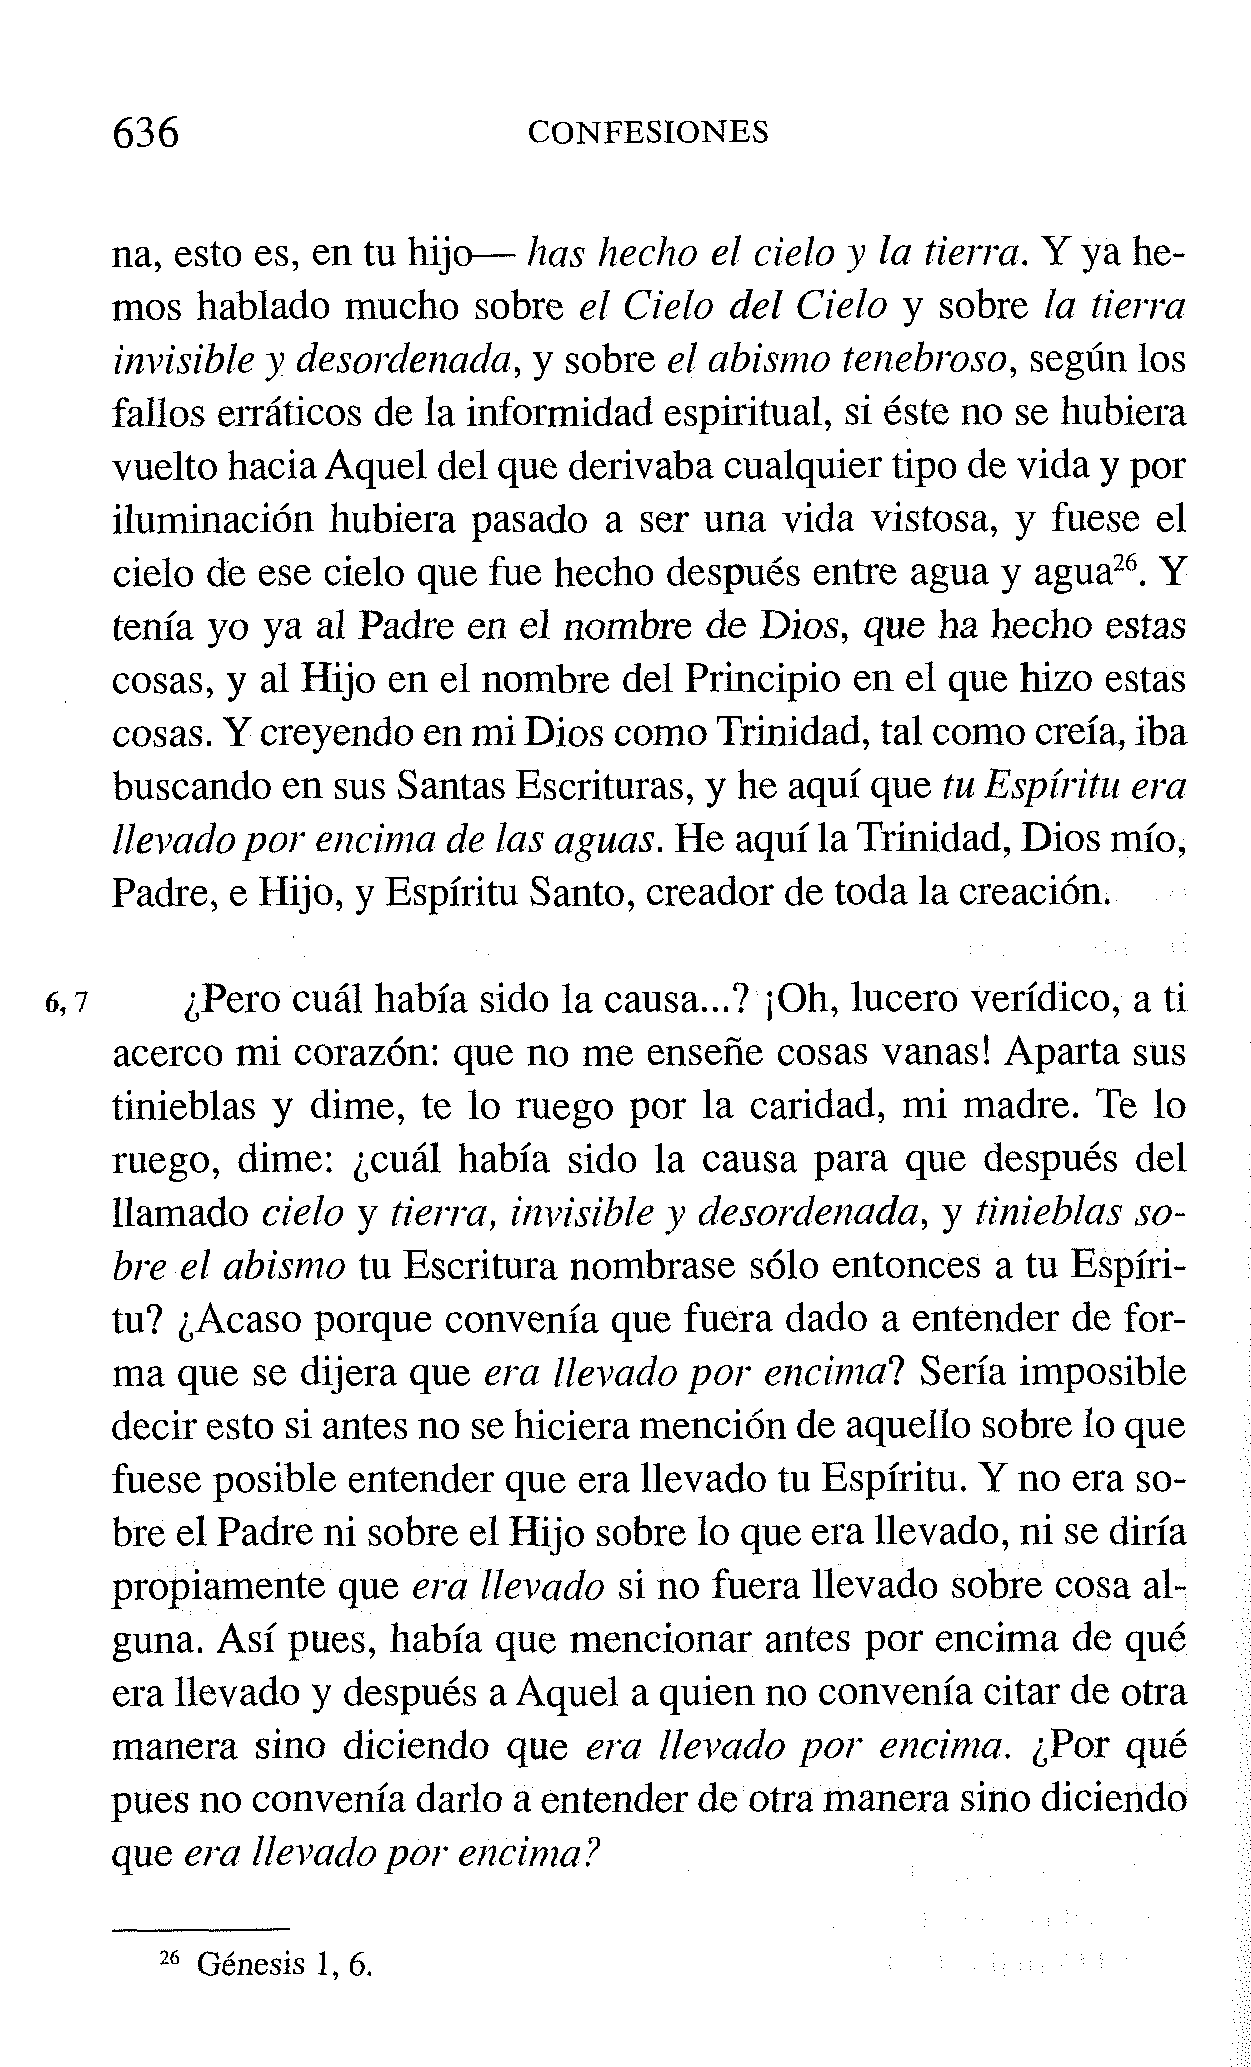 636 CONFESIONES
na, esto es, en tu hijo— has hecho el cielo y la tierra. Y ya he-
mos hablado mucho sobre el Cielo del Cielo y sobre la tierra
invisible y desordenada, y sobre el abismo tenebroso, según los
fallos erráticos de la informidad espiritual, si éste no se hubiera
vuelto hacia Aquel del que derivaba cualquier tipo de vida y por
iluminación hubiera pasado a ser una vida vistosa, y fuese el
cielo de ese cielo que fue hecho después entre agua y agua²⁶. Y
tenía yo ya al Padre en el nombre de Dios, que ha hecho estas
cosas, y al Hijo en el nombre del Principio en el que hizo estas
cosas. Y creyendo en mi Dios como Trinidad, tal como creía, iba
buscando en sus Santas Escrituras, y he aquí que tu Espíritu era
llevado por encima de las aguas. He aquí la Trinidad, Dios mío,
Padre, e Hijo, y Espíritu Santo, creador de toda la creación.
6, 7 ¿Pero cuál había sido la causa...? ¡Oh, lucero verídico, a ti
acerco mi corazón: que no me enseñe cosas vanas! Aparta sus
tinieblas y dime, te lo ruego por la caridad, mi madre. Te lo
ruego, dime: ¿cuál había sido la causa para que después del
llamado cielo y tierra, invisible y desordenada, y tinieblas so-
bre el abismo tu Escritura nombrase sólo entonces a tu Espíri-
tu? ¿Acaso porque convenía que fuera dado a entender de for-
ma que se dijera que era llevado por encima? Sería imposible
decir esto si antes no se hiciera mención de aquello sobre lo que
fuese posible entender que era llevado tu Espíritu. Y no era so-
bre el Padre ni sobre el Hijo sobre lo que era llevado, ni se diría
propiamente que era llevado si no fuera llevado sobre cosa al-
guna. Así pues, había que mencionar antes por encima de qué
era llevado y después a Aquel a quien no convenía citar de otra
manera sino diciendo que era llevado por encima. ¿Por qué
pues no convenía darlo a entender de otra manera sino diciendo
que era llevado por encima?
²⁶ Génesis 1, 6.